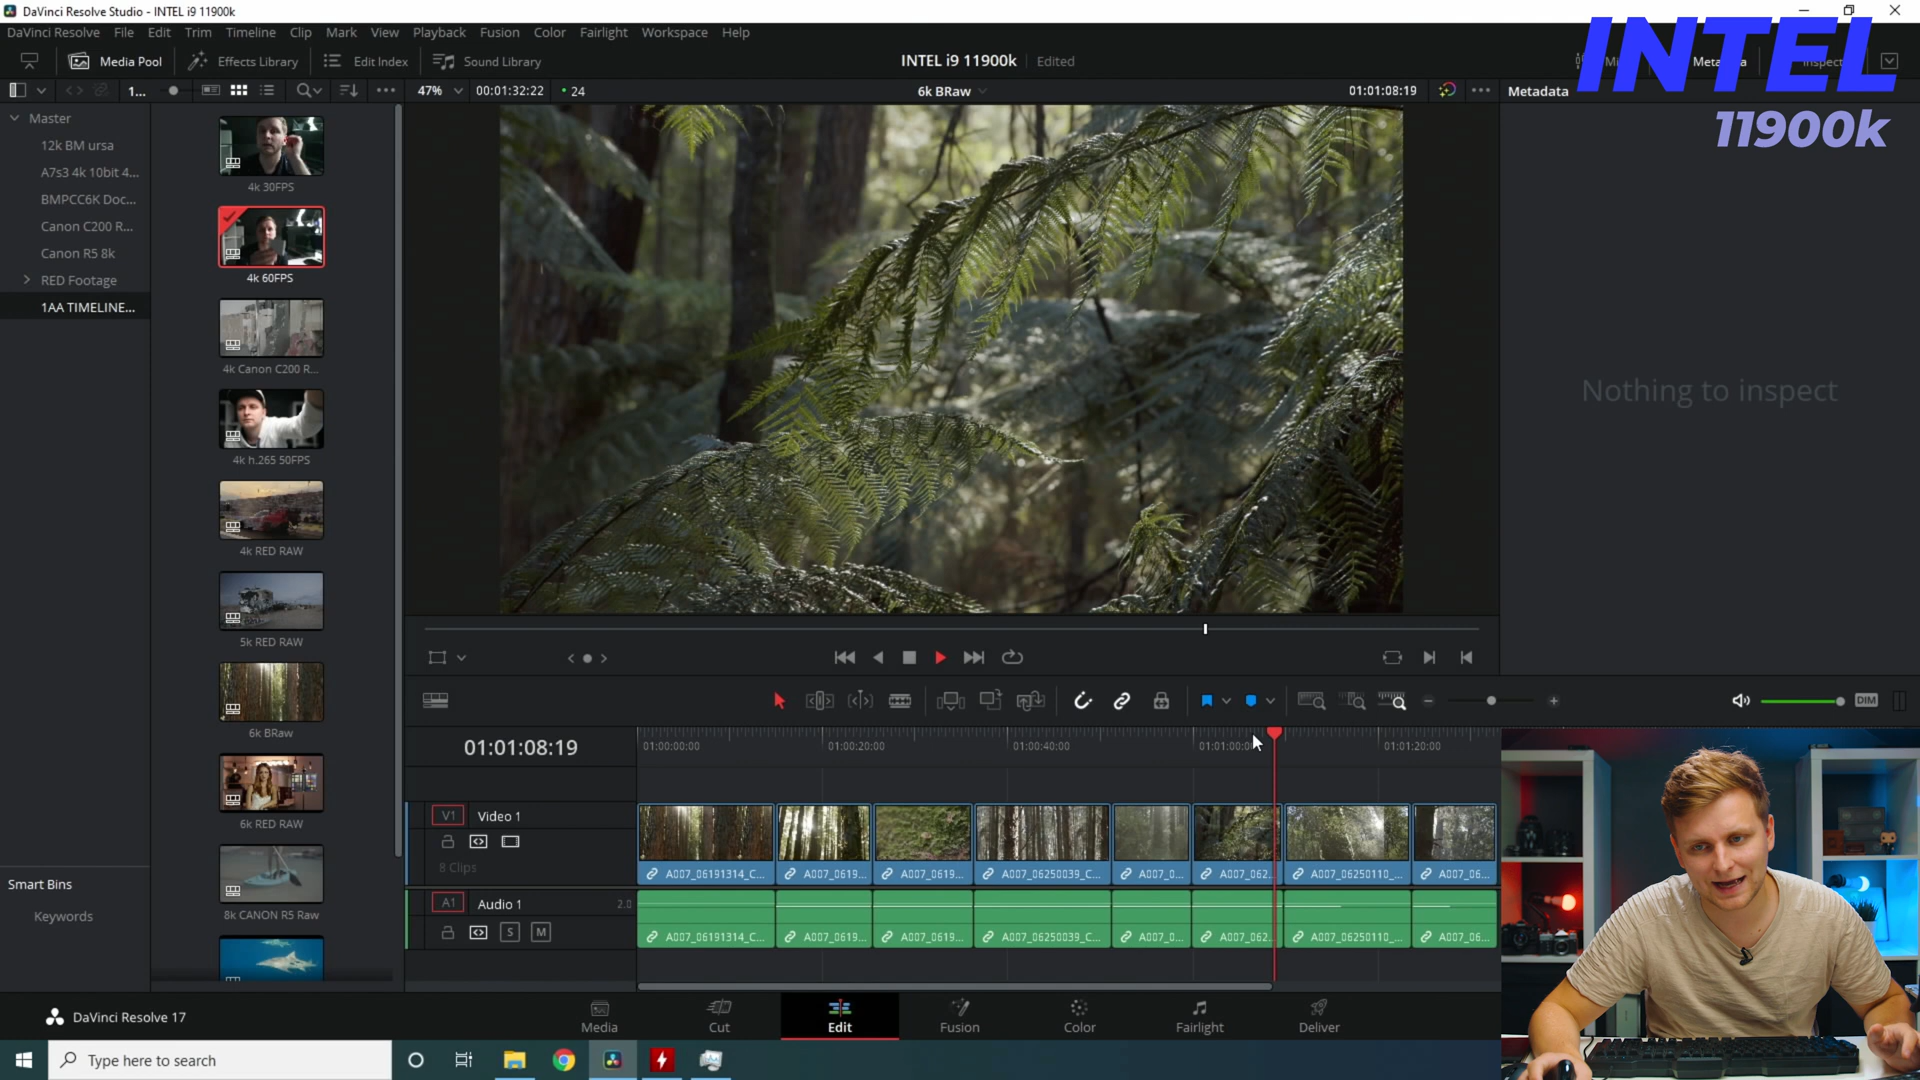 DaVinci Resolve Studio - INTEL i9 11900k
DaVinci Resolve File Edit Trim Timeline Clip Mark View Playback Fusion Color Fairlight Workspace Help
Media Pool Effects Library Edit Index Sound Library
INTEL i9 11900k Edited
INTEL
11900k
1... 47% 00:01:32:22 24 6k BRaw 01:01:08:19 Metadata
Master
12k BM ursa
A7s3 4k 10bit 4...
BMPCC6K Doc...
Canon C200 R...
Canon R5 8k
RED Footage
1AA TIMELINE...
4k 30FPS
4k 60FPS
4k Canon C200 R...
4k h.265 50FPS
4k RED RAW
5k RED RAW
6k BRaw
6k RED RAW
8k CANON R5 Raw
Nothing to inspect
Smart Bins
Keywords
DIM
01:01:08:19
01:00:00:00 01:00:20:00 01:00:40:00 01:01:00:0 01:01:20:00
V1 Video 1
8 Clips
A007_06191314_C... A007_0619... A007_0619... A007_06250039_C... A007_0... A007_062... A007_06250110_... A007_06...
A1 Audio 1 2.0
S M
A007_06191314_C... A007_0619... A007_0619... A007_06250039_C... A007_0... A007_062... A007_06250110_... A007_06...
DaVinci Resolve 17
Media Cut Edit Fusion Color Fairlight Deliver
Type here to search